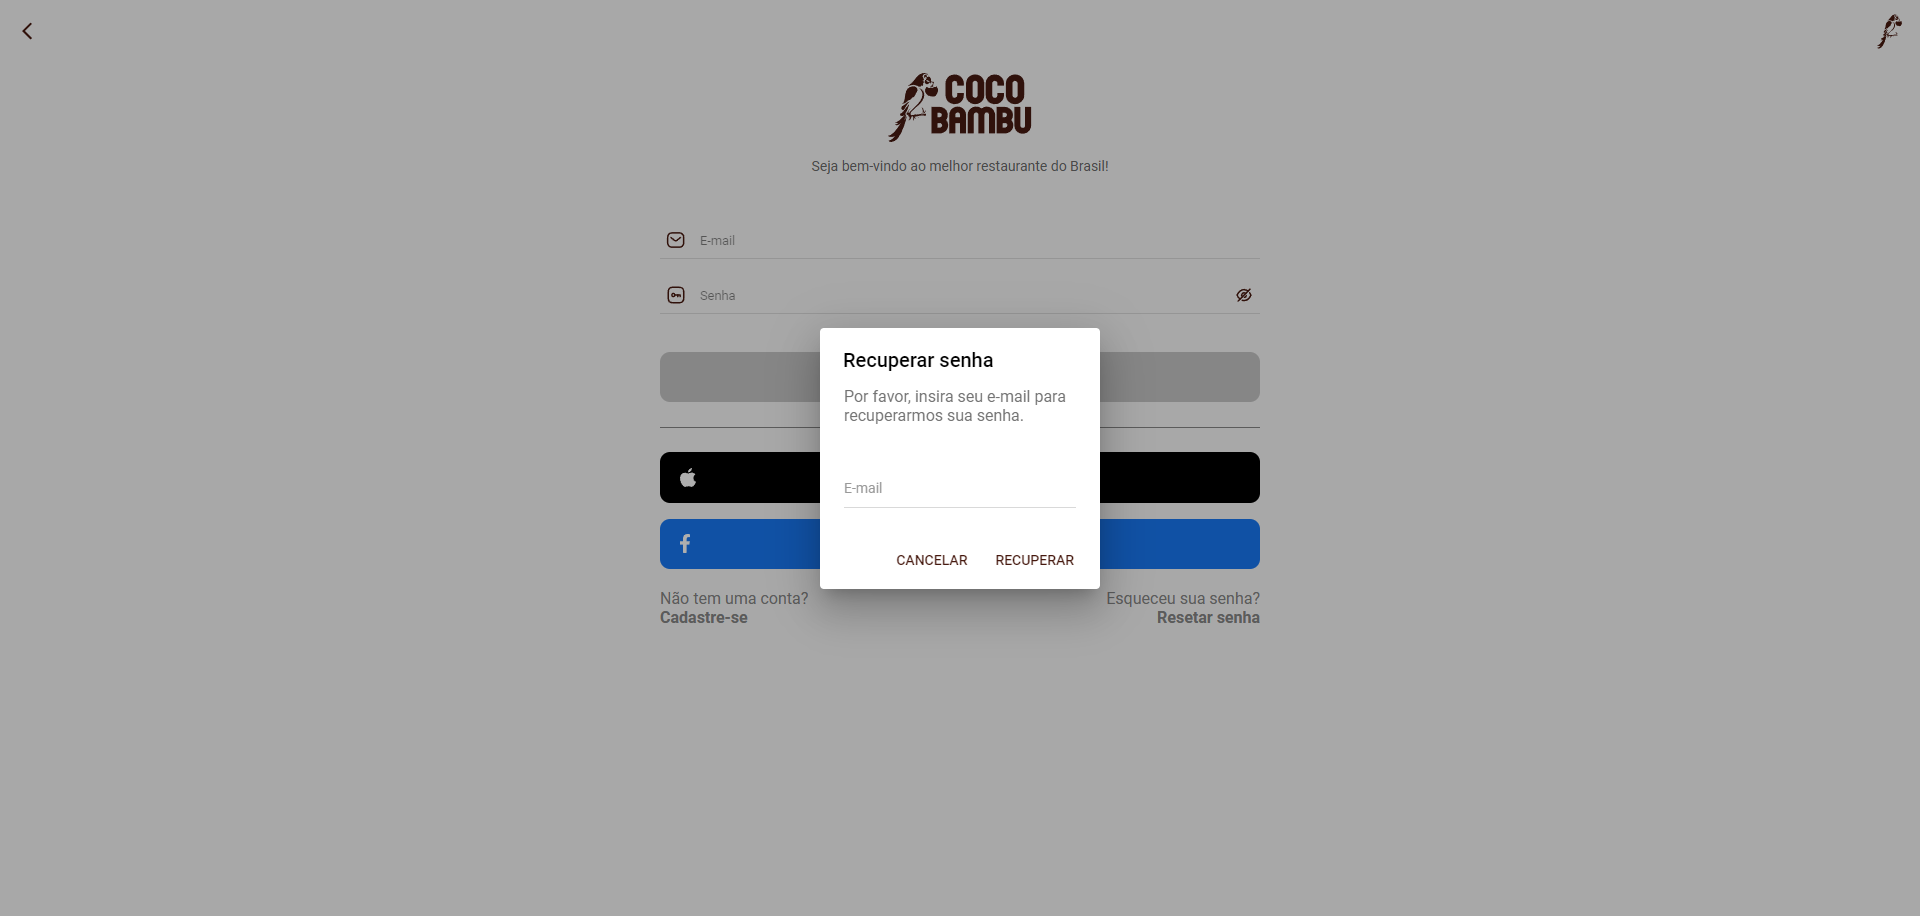 COCO
BAMBU
Seja bem-vindo ao melhor restaurante do Brasil!
E-mail
Senha
Recuperar senha
Por favor, insira seu e-mail para
recuperarmos sua senha.
E-mail
CANCELAR RECUPERAR
Não tem uma conta?
Cadastre-se
Esqueceu sua senha?
Resetar senha